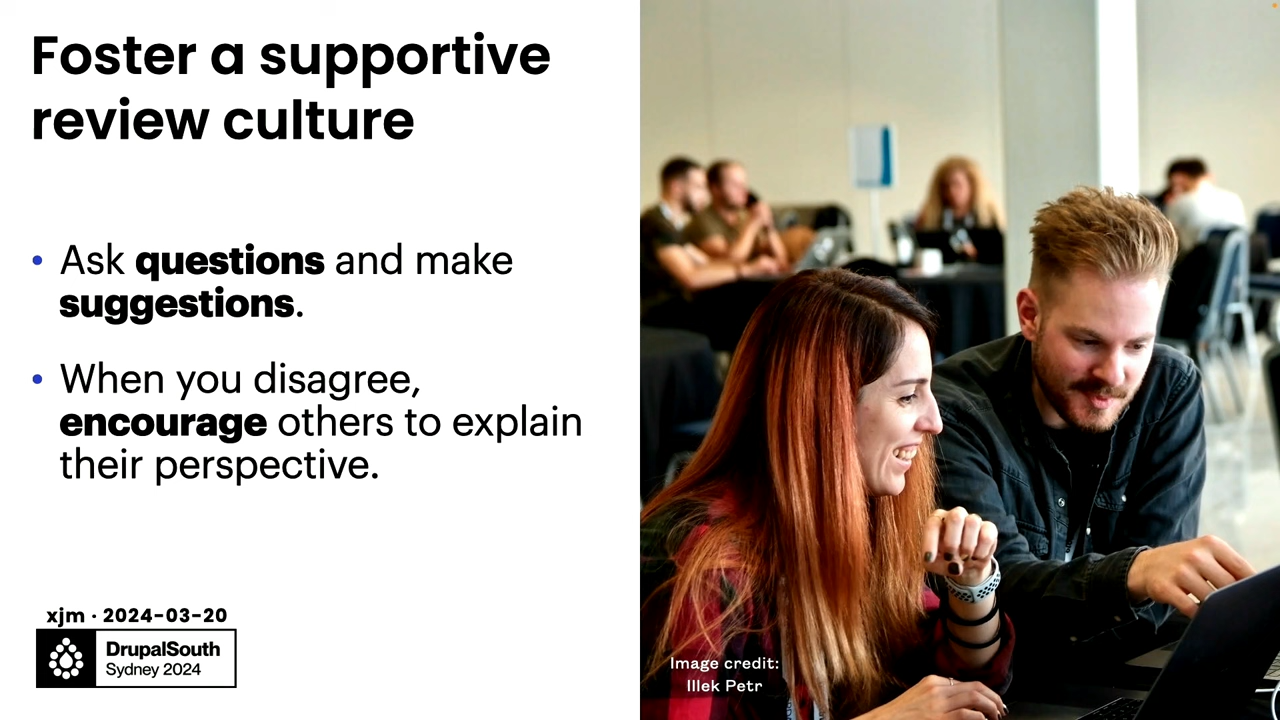 Foster a supportive
review culture
• Ask questions and make
suggestions.
• When you disagree,
encourage others to explain
their perspective.
xjm · 2024-03-20
DrupalSouth
Sydney 2024
Image credit:
Illek Petr